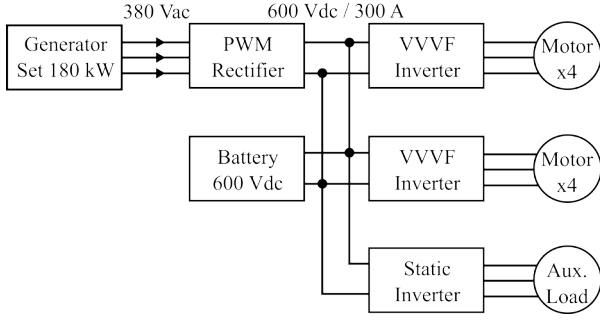 380 Vac
600 Vdc / 300 A
Generator
Set 180 kW
PWM
Rectifier
VVVF
Inverter
Motor
x4
Battery
600 Vdc
VVVF
Inverter
Motor
x4
Static
Inverter
Aux.
Load